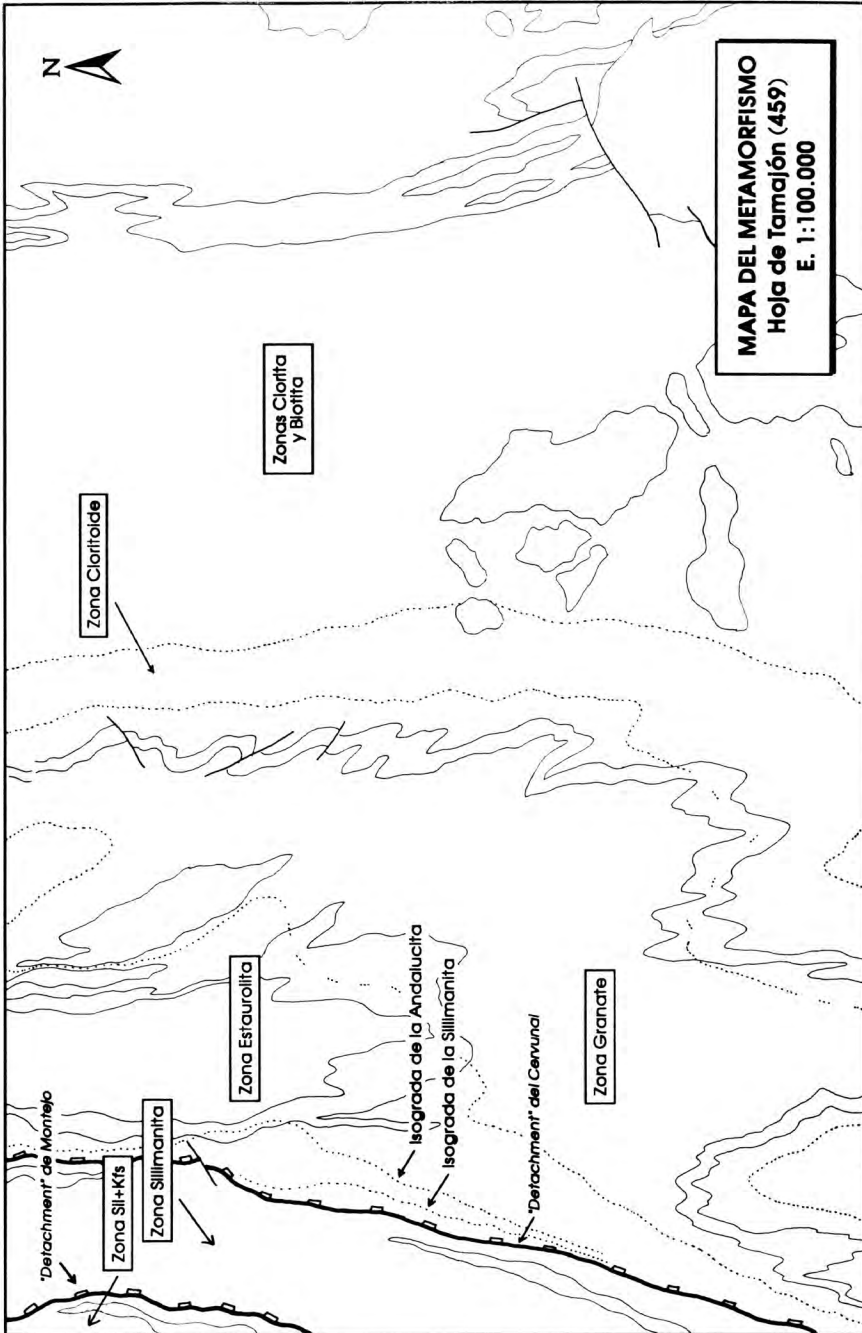 N
MAPA DEL METAMORFISMO
Hoja de Tamajón (459)
E. 1:100.000
Zonas Clorita
y Biotita
Zona Cloritoide
Zona Estaurolita
Isograda de la Andalucita
Isograda de la Sillimanita
"Detachment" del Cervunal
Zona Granate
"Detachment" de Montejo
Zona Sil+Kfs
Zona Sillimanita